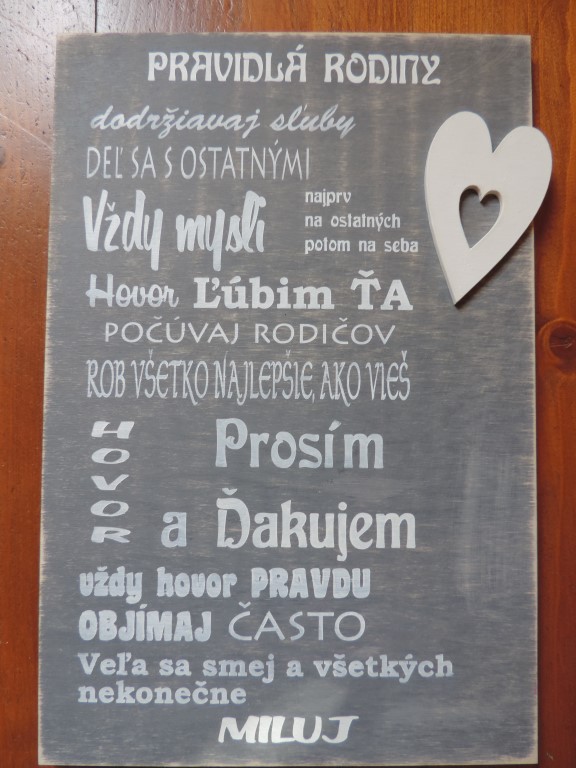 PRAVIDLÁ RODINY
dodržiavaj sluby
DEĽ SA S OSTATNÝMI
Vždy mysli
najprv
na ostatných
potom na seba
Hovor Ľúbim ŤA
POČÚVAJ RODIČOV
ROB VŠETKO NAJLEPŠIE, AKO VIEŠ
HOVOR
Prosím
a Ďakujem
vždy hovor PRAVDU
OBJÍMAJ ČASTO
Veľa sa smej a všetkých
nekonečne
MILUJ